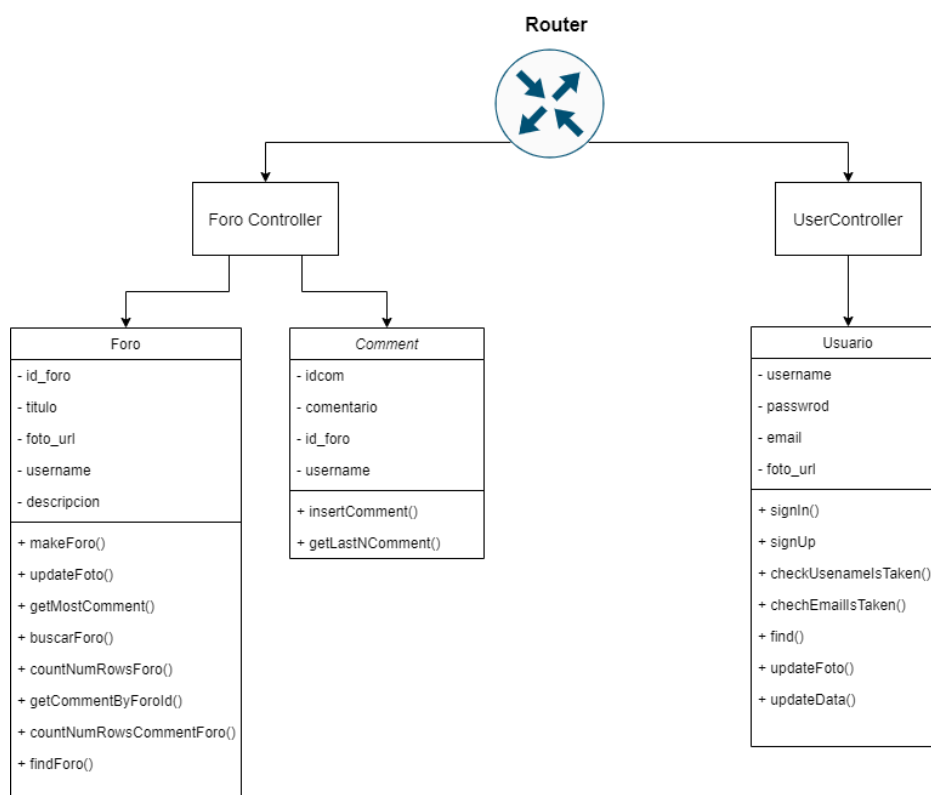 Router
Foro Controller
UserController
Foro
- id_foro
- titulo
- foto_url
- username
- descripcion
+ makeForo()
+ updateFoto()
+ getMostComment()
+ buscarForo()
+ countNumRowsForo()
+ getCommentByForoId()
+ countNumRowsCommentForo()
+ findForo()
Comment
- idcom
- comentario
- id_foro
- username
+ insertComment()
+ getLastNComment()
Usuario
- username
- passwrod
- email
- foto_url
+ signIn()
+ signUp
+ checkUsenameIsTaken()
+ chechEmailIsTaken()
+ find()
+ updateFoto()
+ updateData()